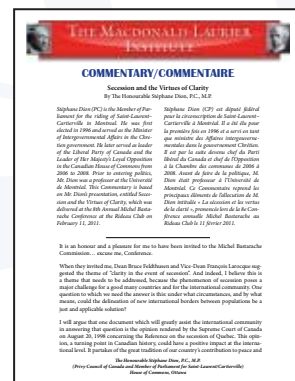 THE MACDONALD-LAURIER
INSTITUTE
COMMENTARY/COMMENTAIRE
Secession and the Virtues of Clarity
By The Honourable Stéphane Dion, P.C., M.P.
Stéphane Dion (PC) is the Member of Par-
liament for the riding of Saint-Laurent–
Cartierville in Montreal. He was first
elected in 1996 and served as the Minister
of Intergovernmental Affairs in the Chré-
tien government. He later served as leader
of the Liberal Party of Canada and the
Leader of Her Majesty's Loyal Opposition
in the Canadian House of Commons from
2006 to 2008. Prior to entering politics,
Mr. Dion was a professor at the Université
de Montréal. This Commentary is based
on Mr. Dion's presentation, entitled Seces-
sion and the Virtues of Clarity, which was
delivered at the 8th Annual Michel Basta-
rache Conference at the Rideau Club on
February 11, 2011.
Stéphane Dion (CP) est député fédéral
pour la circonscription de Saint-Laurent–
Cartierville à Montréal. Il a été élu pour
la première fois en 1996 et a servi en tant
que ministre des Affaires intergouverne-
mentales dans le gouvernement Chrétien.
Il est par la suite devenu chef du Parti
libéral du Canada et chef de l'Opposition
à la Chambre des communes de 2006 à
2008. Avant de faire de la politique, M.
Dion était professeur à l'Université de
Montréal. Ce Commentaire reprend les
principaux éléments de l'allocution de M.
Dion intitulée « La sécession et les vertus
de la clarté », prononcée lors de la 8e Con-
férence annuelle Michel Bastarache au
Rideau Club le 11 février 2011.
It is an honour and a pleasure for me to have been invited to the Michel Bastarache
Commission… excuse me, Conference.
When they invited me, Dean Bruce Feldthusen and Vice-Dean François Larocque sug-
gested the theme of "clarity in the event of secession". And indeed, I believe this is
a theme that needs to be addressed, because the phenomenon of secession poses a
major challenge for a good many countries and for the international community. One
question to which we need the answer is this: under what circumstances, and by what
means, could the delineation of new international borders between populations be a
just and applicable solution?
I will argue that one document which will greatly assist the international community
in answering that question is the opinion rendered by the Supreme Court of Canada
on August 20, 1998 concerning the Reference on the secession of Quebec. This opin-
ion, a turning point in Canadian history, could have a positive impact at the interna-
tional level. It partakes of the great tradition of our country's contribution to peace and
The Honourable Stéphane Dion, P.C., M.P.
(Privy Council of Canada and Member of Parliament for Saint-Laurent/Cartierville)
House of Commons, Ottawa